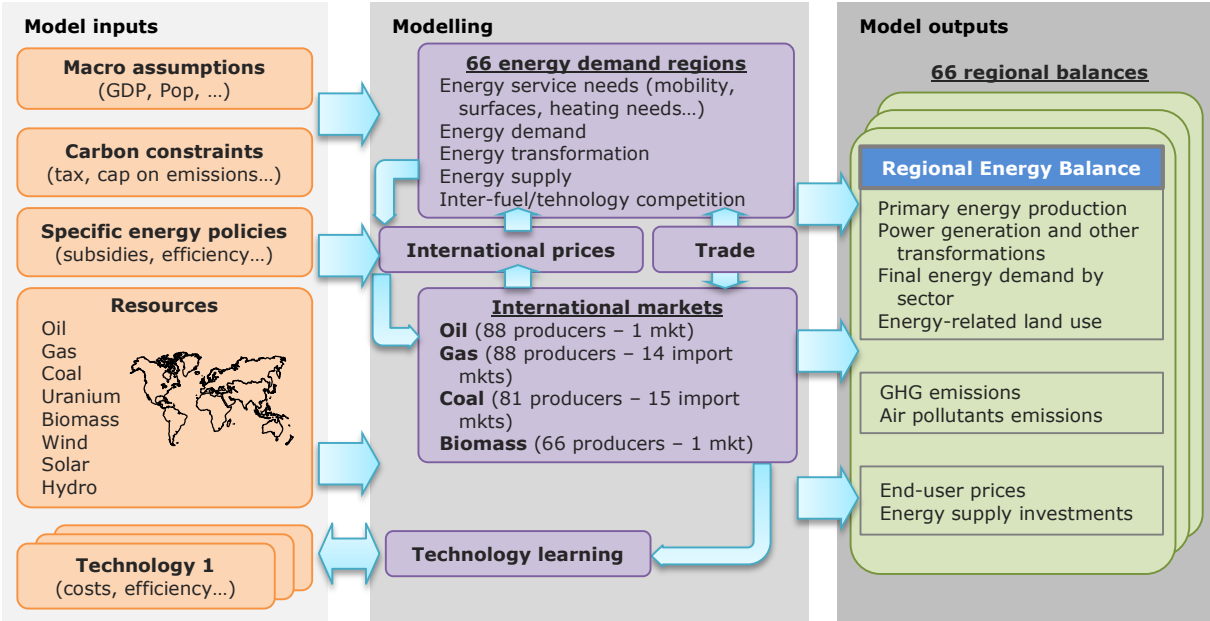 Model inputs
Macro assumptions
(GDP, Pop, …)
Carbon constraints
(tax, cap on emissions…)
Specific energy policies
(subsidies, efficiency…)
Resources
Oil
Gas
Coal
Uranium
Biomass
Wind
Solar
Hydro
Technology 1
(costs, efficiency…)
Modelling
66 energy demand regions
Energy service needs (mobility,
surfaces, heating needs…)
Energy demand
Energy transformation
Energy supply
Inter-fuel/tehnology competition
International prices
Trade
International markets
Oil (88 producers – 1 mkt)
Gas (88 producers – 14 import
mkts)
Coal (81 producers – 15 import
mkts)
Biomass (66 producers – 1 mkt)
Technology learning
Model outputs
66 regional balances
Regional Energy Balance
Primary energy production
Power generation and other
transformations
Final energy demand by
sector
Energy-related land use
GHG emissions
Air pollutants emissions
End-user prices
Energy supply investments